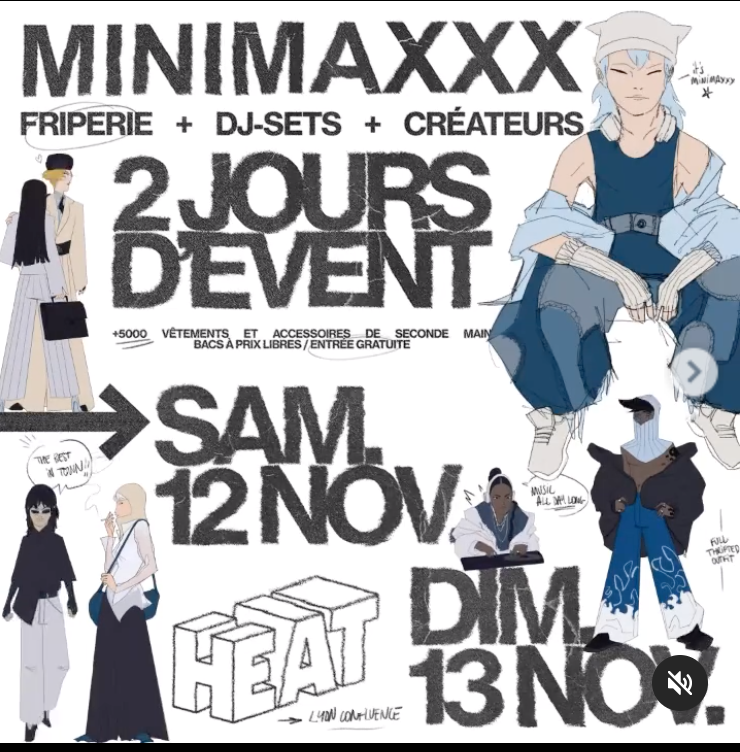 MINIMAXXX
FRIPERIE + DJ-SETS + CRÉATEURS
it's
MINIMAXXX
2 JOURS
D'EVENT
+5000 VÊTEMENTS ET ACCESSOIRES DE SECONDE MAIN
BACS À PRIX LIBRES / ENTRÉE GRATUITE
SAM.
12 NOV.
THE BEST
IN TOWN!!
MUSIC
ALL DAY LONG
FULL
THRIFTED
OUTFIT
DIM.
13 NOV.
HEAT
LYON CONFLUENCE